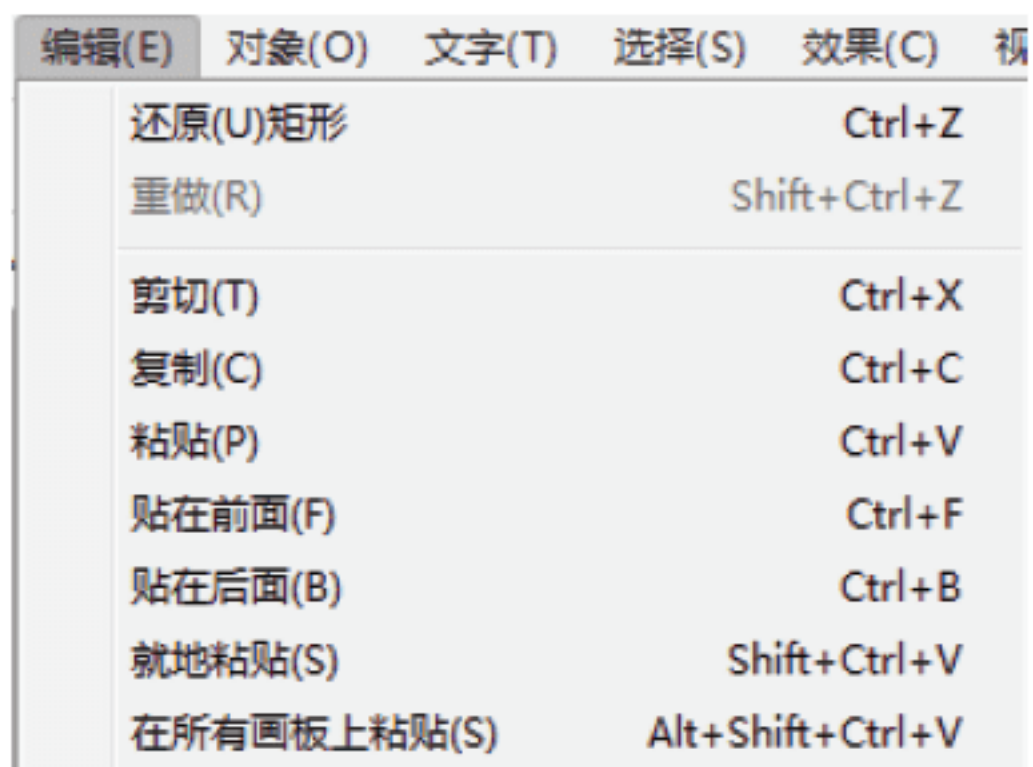 编辑(E) 对象(O) 文字(T) 选择(S) 效果(C) 视
还原(U)矩形 Ctrl+Z
重做(R) Shift+Ctrl+Z
剪切(T) Ctrl+X
复制(C) Ctrl+C
粘贴(P) Ctrl+V
贴在前面(F) Ctrl+F
贴在后面(B) Ctrl+B
就地粘贴(S) Shift+Ctrl+V
在所有画板上粘贴(S) Alt+Shift+Ctrl+V